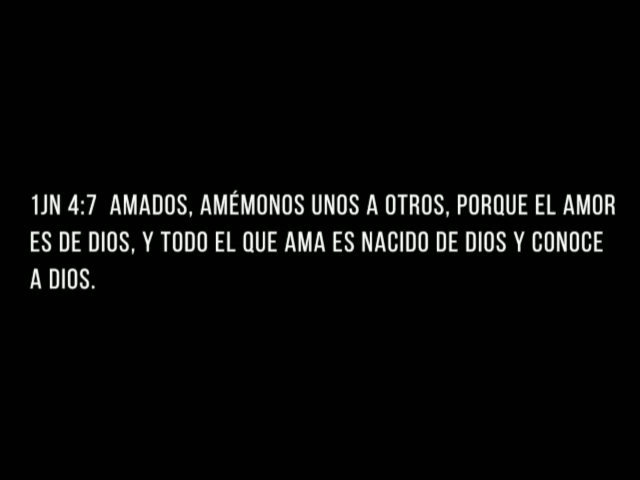 1JN 4:7 AMADOS, AMÉMONOS UNOS A OTROS, PORQUE EL AMOR
ES DE DIOS, Y TODO EL QUE AMA ES NACIDO DE DIOS Y CONOCE
A DIOS.